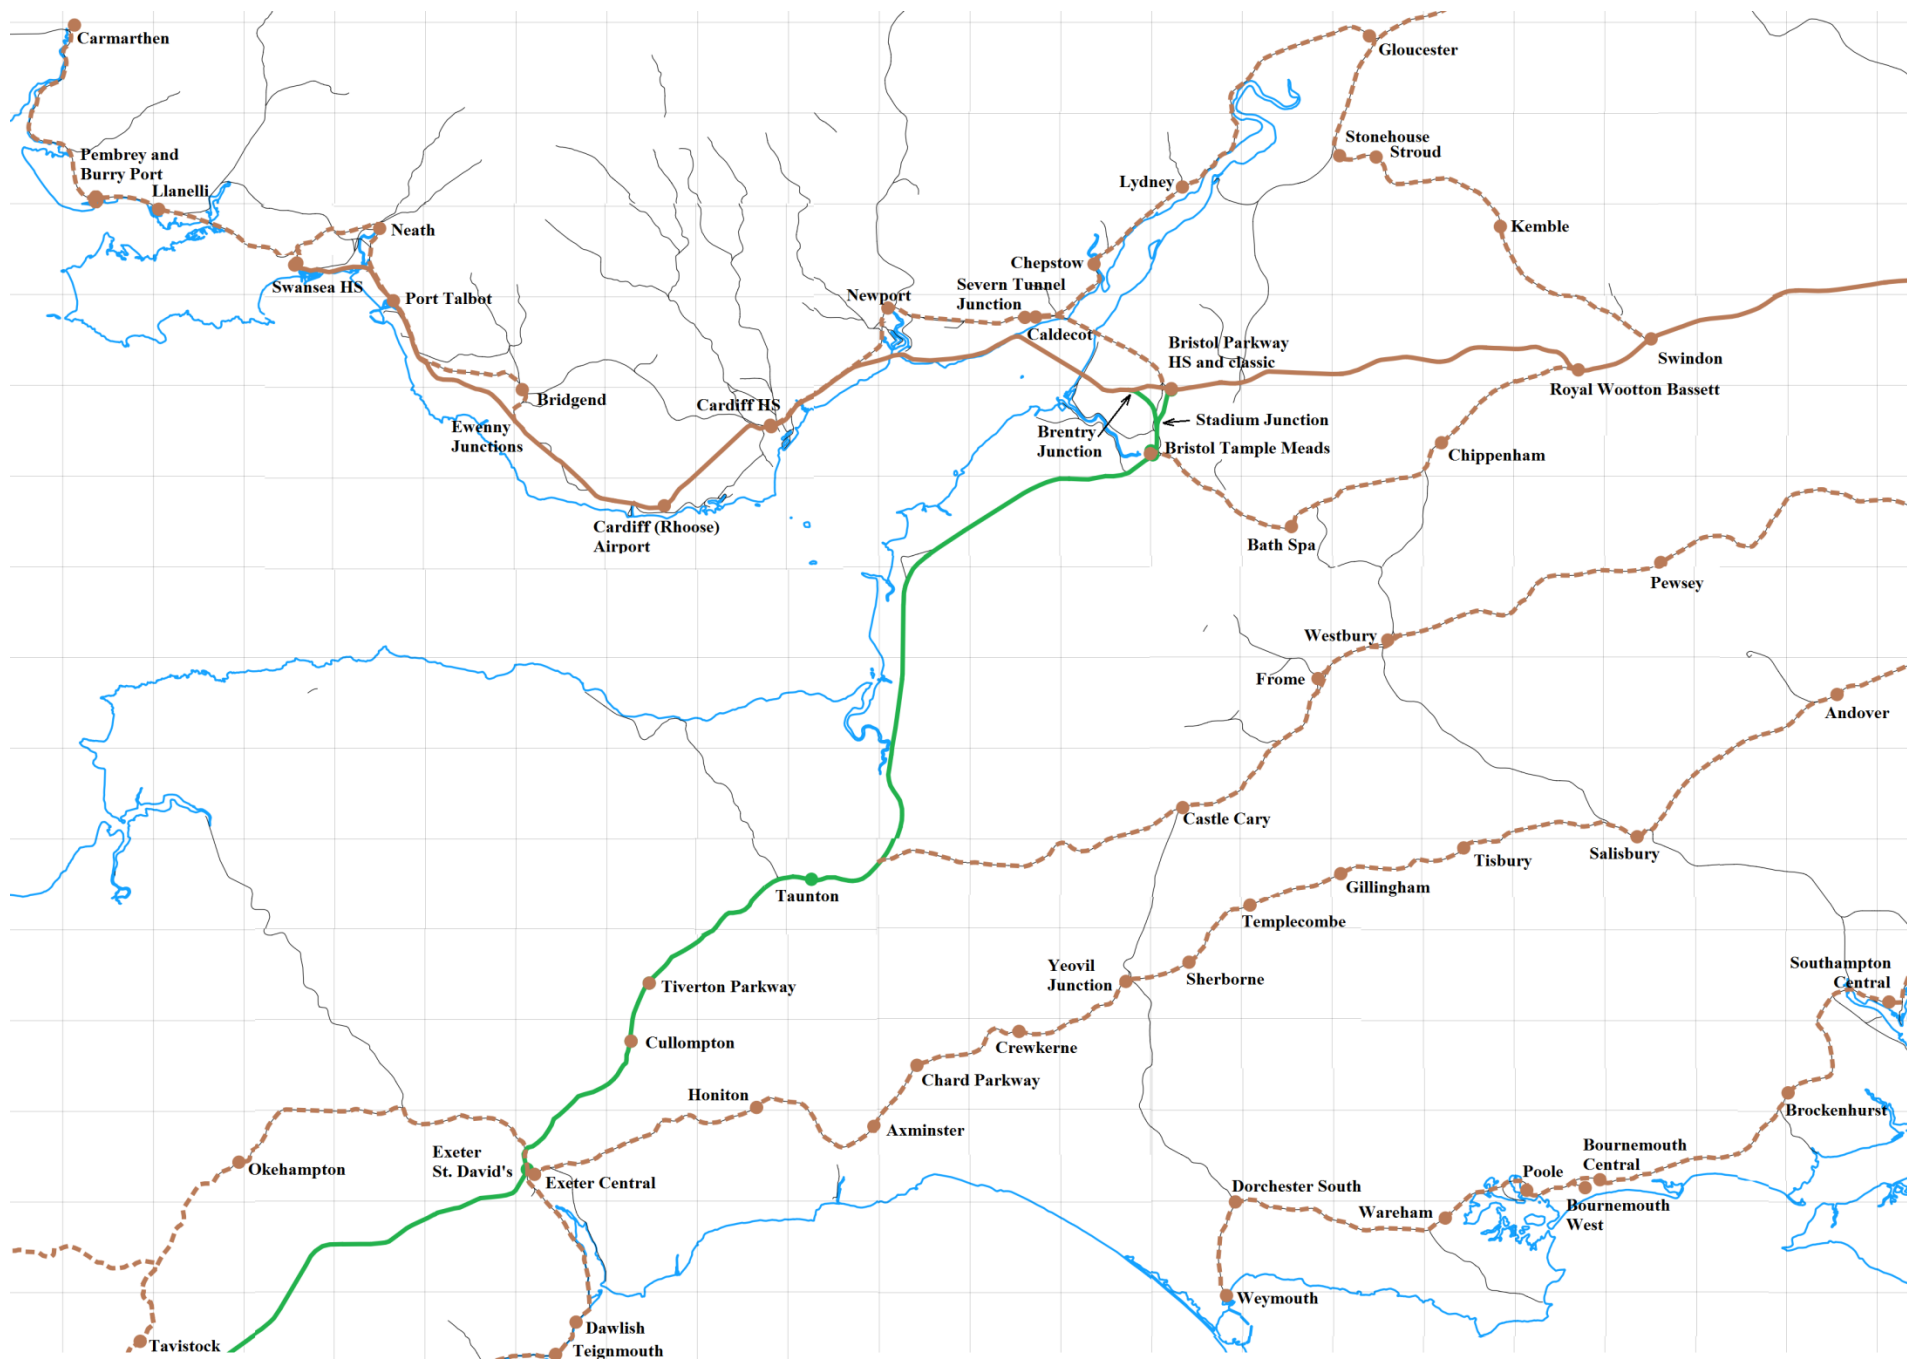 Carmarthen
Gloucester
Stonehouse
Stroud
Pembrey and
Burry Port
Llanelli
Lydney
Neath
Kemble
Chepstow
Swansea HS
Port Talbot
Newport
Severn Tunnel
Junction
Caldecot
Bristol Parkway
HS and classic
Swindon
Royal Wootton Bassett
Bridgend
Cardiff HS
Ewenny
Junctions
Brentry
Junction
Stadium Junction
Bristol Tample Meads
Chippenham
Cardiff (Rhoose)
Airport
Bath Spa
Pewsey
Westbury
Frome
Andover
Castle Cary
Tisbury
Salisbury
Taunton
Gillingham
Templecombe
Yeovil
Junction
Sherborne
Southampton
Central
Tiverton Parkway
Cullompton
Crewkerne
Chard Parkway
Honiton
Axminster
Brockenhurst
Exeter
St. David's
Okehampton
Exeter Central
Bournemouth
Central
Poole
Dorchester South
Wareham
Bournemouth
West
Weymouth
Dawlish
Tavistock
Teignmouth